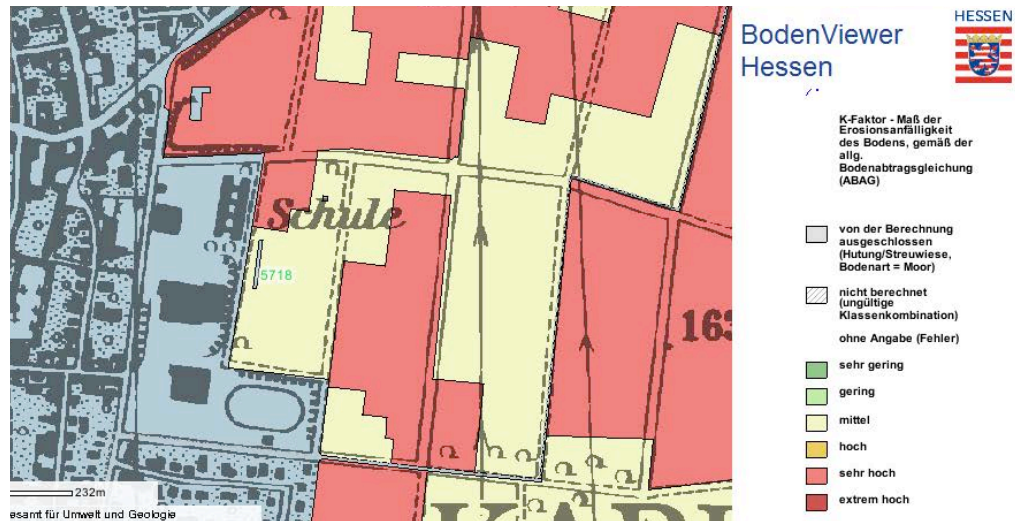 BodenViewer
Hessen
HESSEN
K-Faktor - Maß der
Erosionsanfälligkeit
des Bodens, gemäß der
allg.
Bodenabtragsgleichung
(ABAG)
von der Berechnung
ausgeschlossen
(Hutung/Streuwiese,
Bodenart = Moor)
nicht berechnet
(ungültige
Klassenkombination)
ohne Angabe (Fehler)
sehr gering
gering
mittel
hoch
sehr hoch
extrem hoch
Schule
5718
163
232m
esamt für Umwelt und Geologie